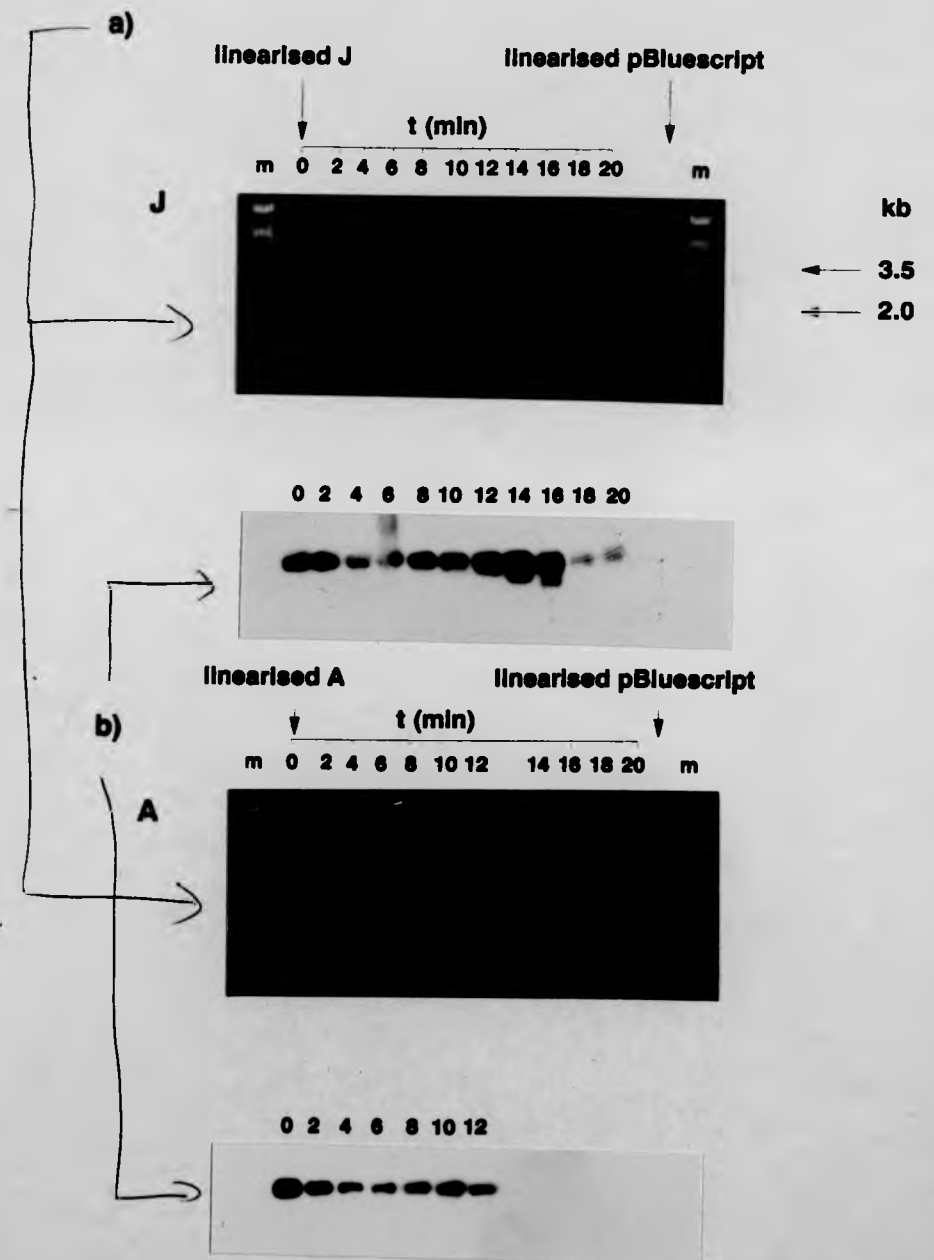 a)
linearised J linearised pBluescript
t (min)
m 0 2 4 6 8 10 12 14 16 18 20 m
J
kb
3.5
2.0
0 2 4 6 8 10 12 14 16 18 20
linearised A linearised pBluescript
b)
t (min)
m 0 2 4 6 8 10 12 14 16 18 20 m
A
0 2 4 6 8 10 12